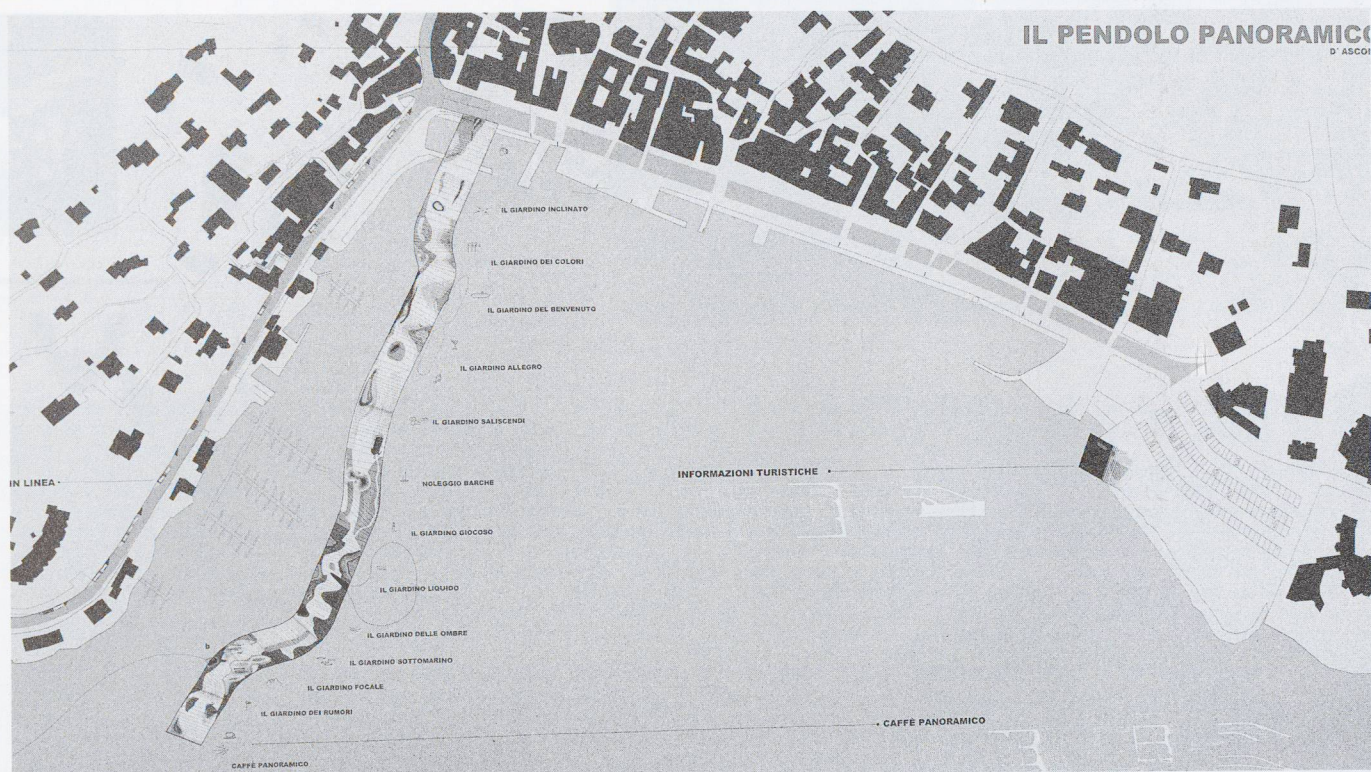 IL PENDOLO PANORAMICO
D'ASCON
IL GIARDINO INCLINATO
IL GIARDINO DEI COLORI
IL GIARDINO DEL BENVENUTO
IL GIARDINO ALLEGRO
IL GIARDINO SALISCENDI
INFORMAZIONI TURISTICHE
IN LINEA
NOLEGGIO BARCHE
IL GIARDINO GIOCOSO
IL GIARDINO LIQUIDO
IL GIARDINO DELLE OMBRE
b
IL GIARDINO SOTTOMARINO
IL GIARDINO FOCALE
IL GIARDINO DEI RUMORI
CAFFÈ PANORAMICO
CAFFÈ PANORAMICO